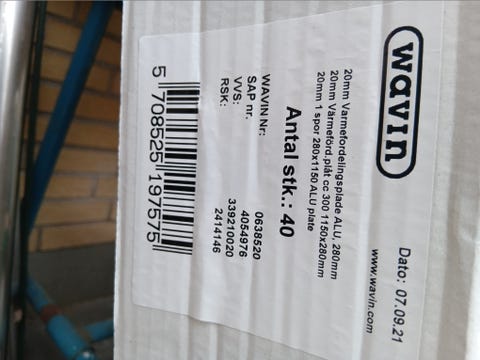 wavin
Dato: 07.09.21
www.wavin.com
20mm Varmefordelingsplade ALU, 280mm
20mm Värmeförd.plåt cc 300 1150x280mm
20mm 1 spor 280x1150 ALU plate
Antal stk.: 40
WAVIN Nr: 0638520
SAP nr. 4054976
VVS: 339210020
RSK: 2414146
5 708525 197575